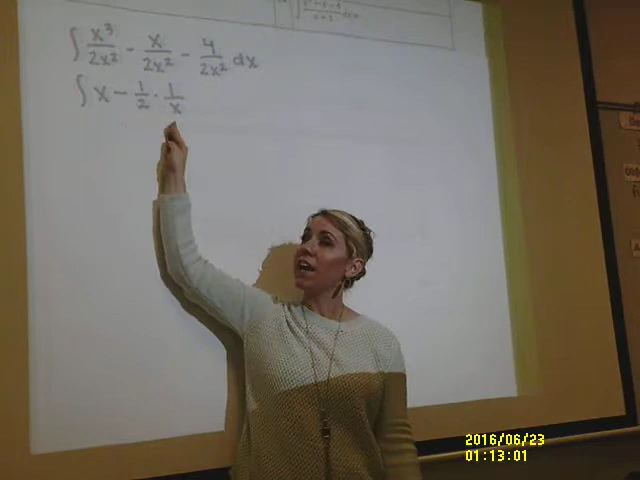 ∫ x³/2x² - x/2x² - 4/2x² dx
∫ x - 1/2 · 1/x
2016/06/23
01:13:01